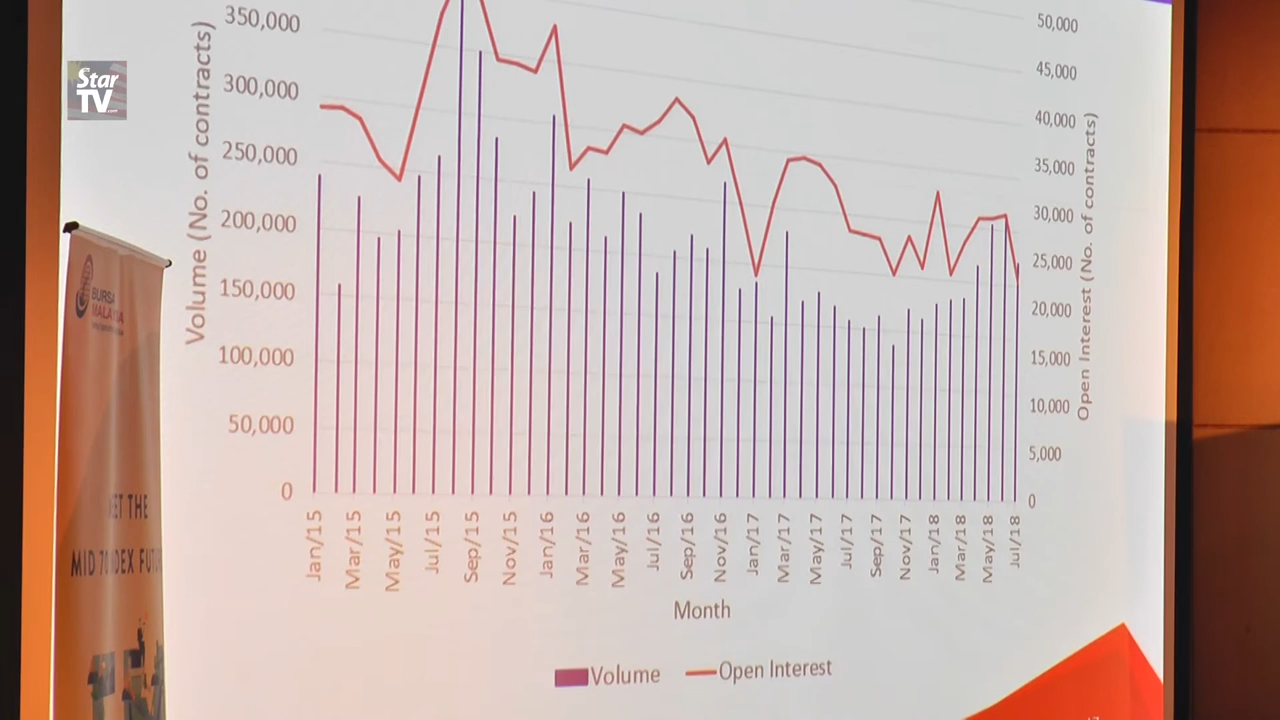 Star
TV.com
Volume (No. of contracts)
350,000
300,000
250,000
200,000
150,000
100,000
50,000
0
50,000
45,000
40,000
35,000
30,000
25,000
20,000
15,000
10,000
5,000
0
Open Interest (No. of contracts)
Jan/15
Mar/15
May/15
Jul/15
Sep/15
Nov/15
Jan/16
Mar/16
May/16
Jul/16
Sep/16
Nov/16
Jan/17
Mar/17
May/17
Jul/17
Sep/17
Nov/17
Jan/18
Mar/18
May/18
Jul/18
Month
Volume
Open Interest
BURSA
MALAYSIA
THE
MID 70